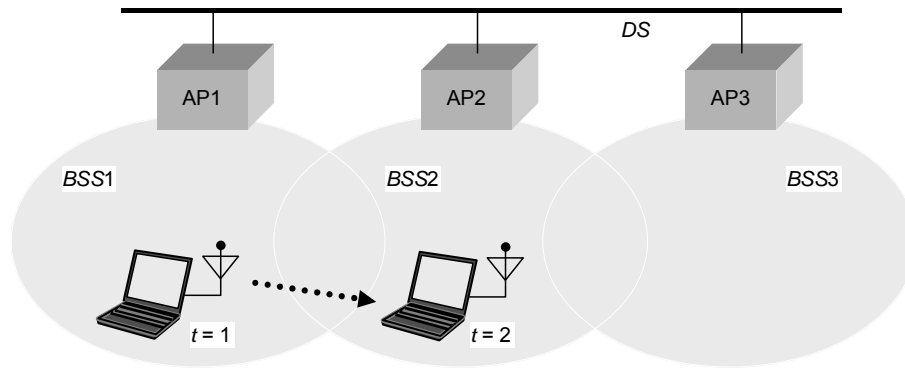 DS
AP1
AP2
AP3
BSS1
BSS2
BSS3
t = 1
t = 2